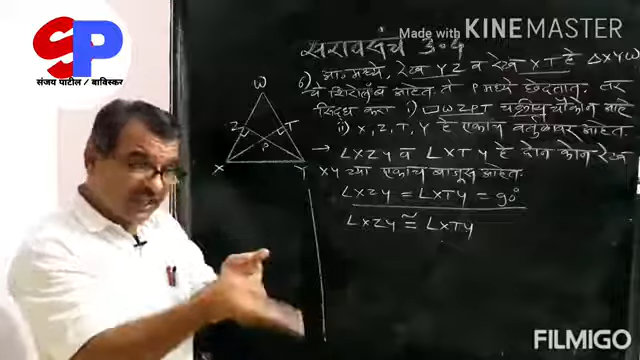 Made with KINEMASTER
SP
संजय पाटील / बाविस्कर
सरावसंच 3.4
6) आ. मध्ये, रेख YZ व रेख XT हे △XYW
चे शिरोलंब आहेत ते P मध्ये छेदतात. तर
सिद्ध करा i) □WZPT चक्रीय चौकोन आहे
ii) X, Z, T, Y हे एकाच वर्तुळावर आहेत.
→ ∠XZY व ∠XTY हे दोन कोन रेख
XY च्या एकाच बाजूस आहेत.
∠XZY = ∠XTY = 90°
∠XZY ≅ ∠XTY
W
Z T
P
X Y
FILMIGO